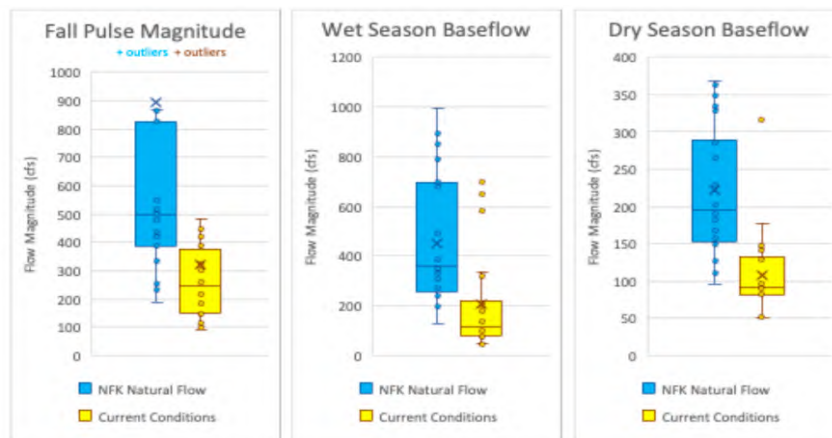 Fall Pulse Magnitude
+ outliers + outliers
Flow Magnitude (cfs)
1000
900
800
700
600
500
400
300
200
100
0
NFK Natural Flow
Current Conditions
Wet Season Baseflow
Flow Magnitude (cfs)
1200
1000
800
600
400
200
0
NFK Natural Flow
Current Conditions
Dry Season Baseflow
Flow Magnitude (cfs)
400
350
300
250
200
150
100
50
0
NFK Natural Flow
Current Conditions